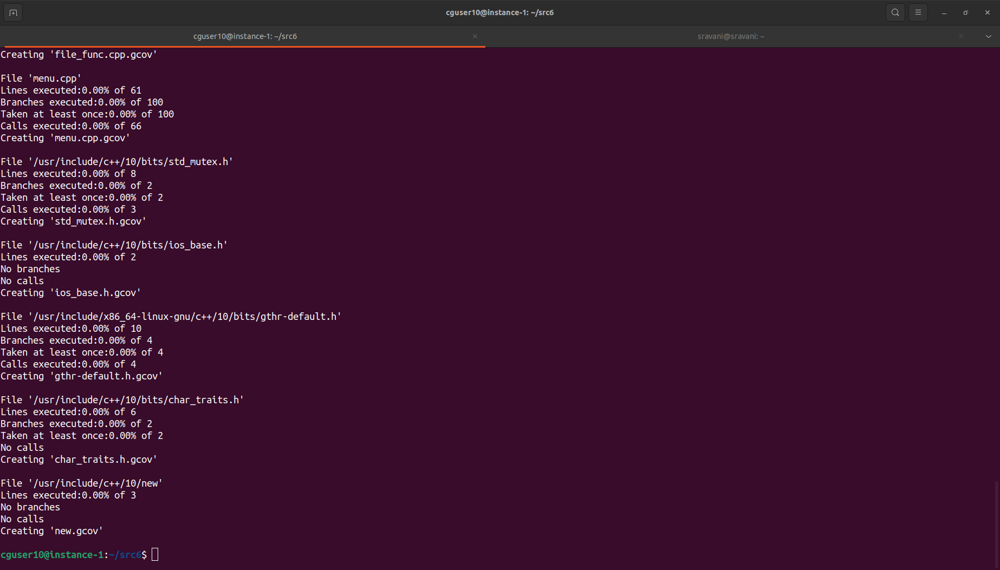 cguser10@instance-1: ~/src6
cguser10@instance-1: ~/src6
sravani@sravani: ~
Creating 'file_func.cpp.gcov'
File 'menu.cpp'
Lines executed:0.00% of 61
Branches executed:0.00% of 100
Taken at least once:0.00% of 100
Calls executed:0.00% of 66
Creating 'menu.cpp.gcov'
File '/usr/include/c++/10/bits/std_mutex.h'
Lines executed:0.00% of 8
Branches executed:0.00% of 2
Taken at least once:0.00% of 2
Calls executed:0.00% of 3
Creating 'std_mutex.h.gcov'
File '/usr/include/c++/10/bits/ios_base.h'
Lines executed:0.00% of 2
No branches
No calls
Creating 'ios_base.h.gcov'
File '/usr/include/x86_64-linux-gnu/c++/10/bits/gthr-default.h'
Lines executed:0.00% of 10
Branches executed:0.00% of 4
Taken at least once:0.00% of 4
Calls executed:0.00% of 4
Creating 'gthr-default.h.gcov'
File '/usr/include/c++/10/bits/char_traits.h'
Lines executed:0.00% of 6
Branches executed:0.00% of 2
Taken at least once:0.00% of 2
No calls
Creating 'char_traits.h.gcov'
File '/usr/include/c++/10/new'
Lines executed:0.00% of 3
No branches
No calls
Creating 'new.gcov'
cguser10@instance-1:~/src6$